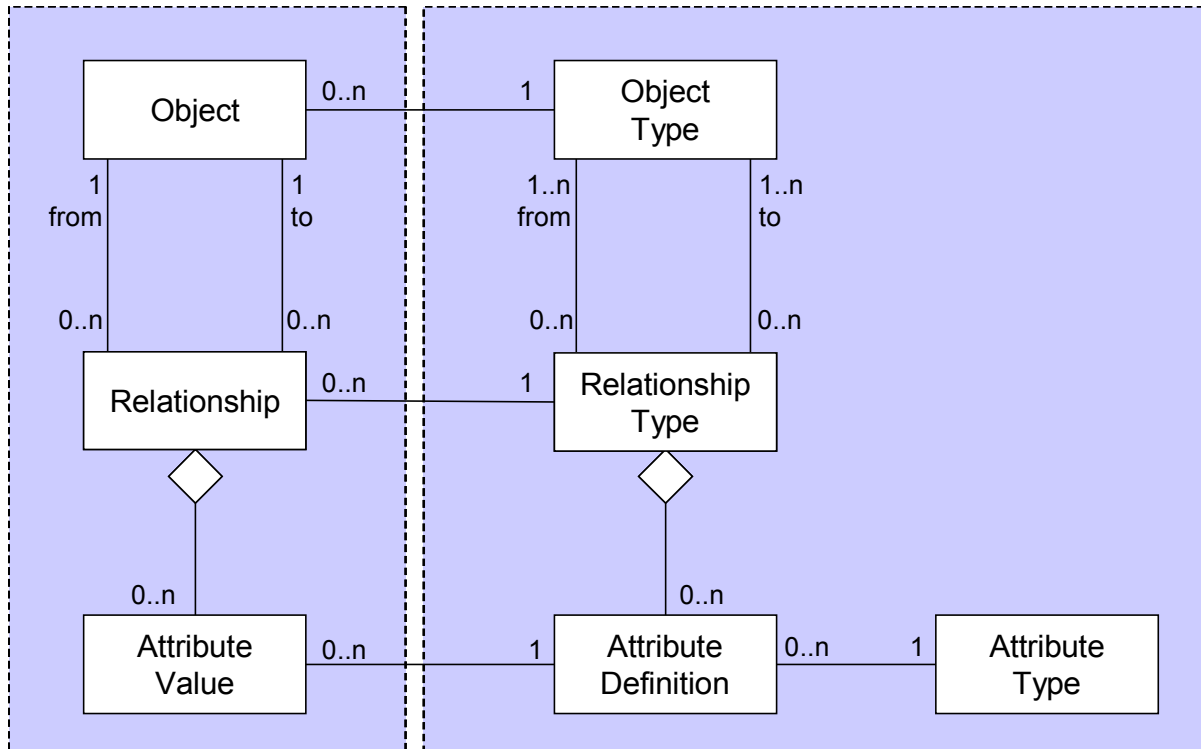 Object
0..n
1
Object
Type
1
from
1
to
1..n
from
1..n
to
0..n
0..n
0..n
0..n
Relationship
0..n
1
Relationship
Type
0..n
0..n
Attribute
Value
0..n
1
Attribute
Definition
0..n
1
Attribute
Type